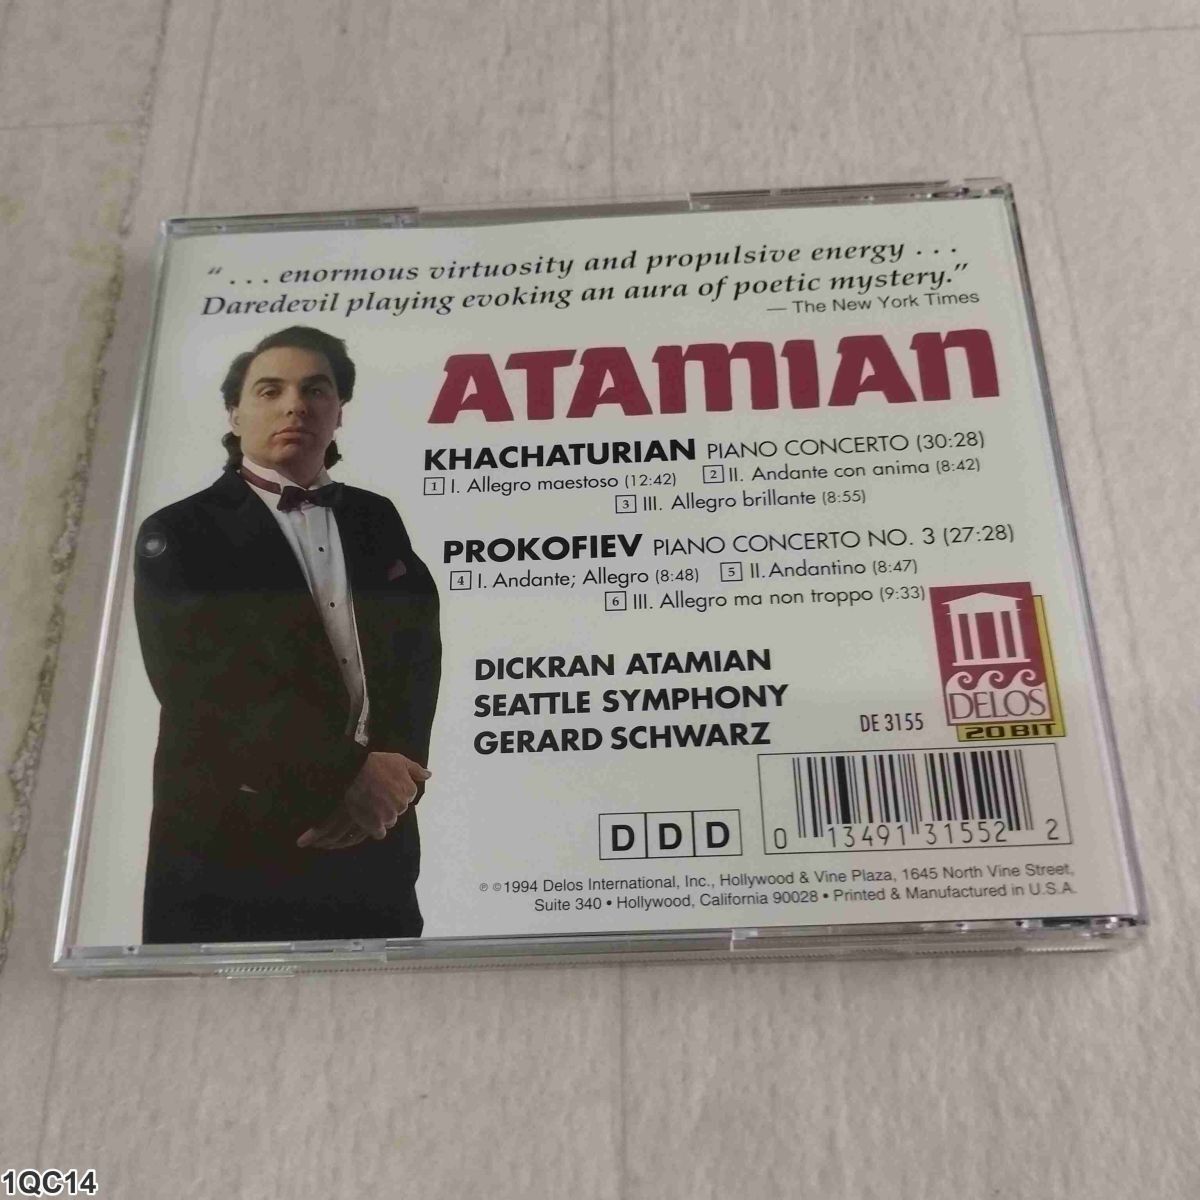 “ . . . enormous virtuosity and propulsive energy . . .
Daredevil playing evoking an aura of poetic mystery.”
— The New York Times
ATAMIAN
KHACHATURIAN PIANO CONCERTO (30:28)
1 I. Allegro maestoso (12:42) 2 II. Andante con anima (8:42)
3 III. Allegro brillante (8:55)
PROKOFIEV PIANO CONCERTO NO. 3 (27:28)
4 I. Andante; Allegro (8:48) 5 II. Andantino (8:47)
6 III. Allegro ma non troppo (9:33)
DICKRAN ATAMIAN
SEATTLE SYMPHONY
GERARD SCHWARZ
DE 3155
DELOS
20 BIT
D D D
0 13491 31552 2
℗ ©1994 Delos International, Inc., Hollywood & Vine Plaza, 1645 North Vine Street,
Suite 340 • Hollywood, California 90028 • Printed & Manufactured in U.S.A.
1QC14